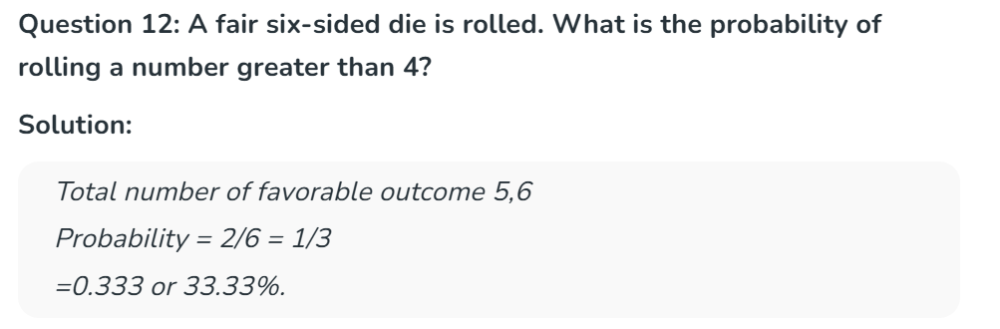 Question 12: A fair six-sided die is rolled. What is the probability of
rolling a number greater than 4?
Solution:
Total number of favorable outcome 5,6
Probability = 2/6 = 1/3
=0.333 or 33.33%.